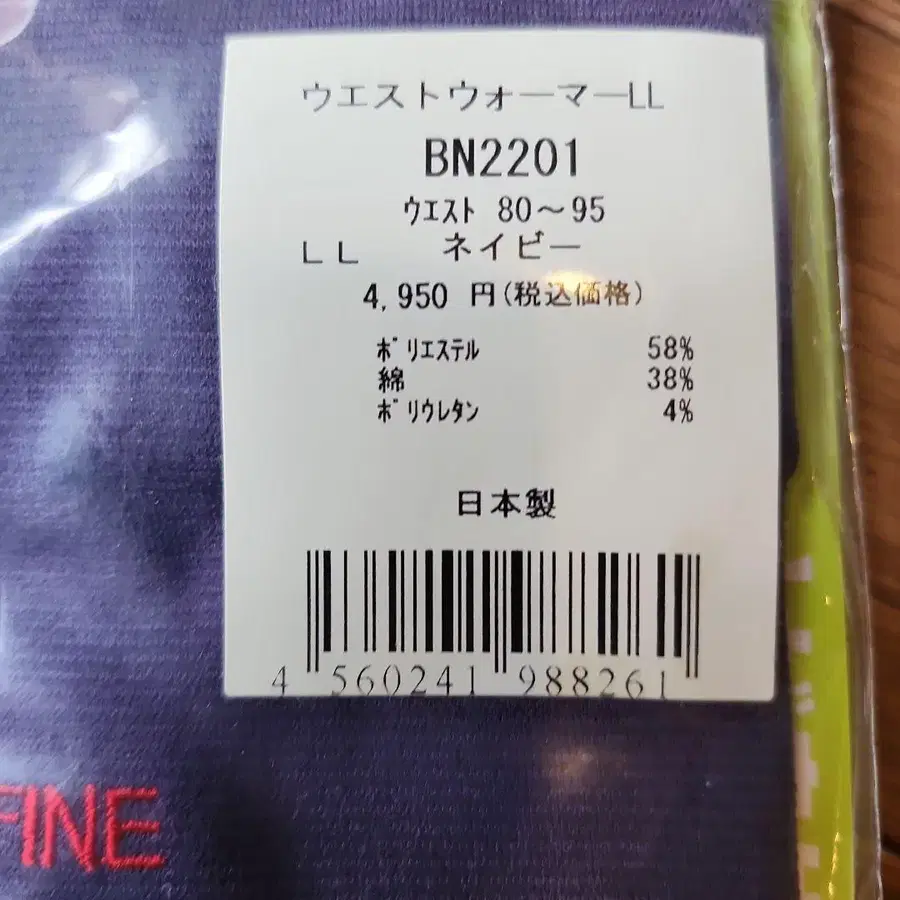 ウエストウォーマーLL
BN2201
ｳｴｽﾄ 80～95
ＬＬ ネイビー
4,950 円(税込価格)
ﾎﾟﾘｴｽﾃﾙ 58%
綿 38%
ﾎﾟﾘｳﾚﾀﾝ 4%
日本製
4 560241 988261
FINE